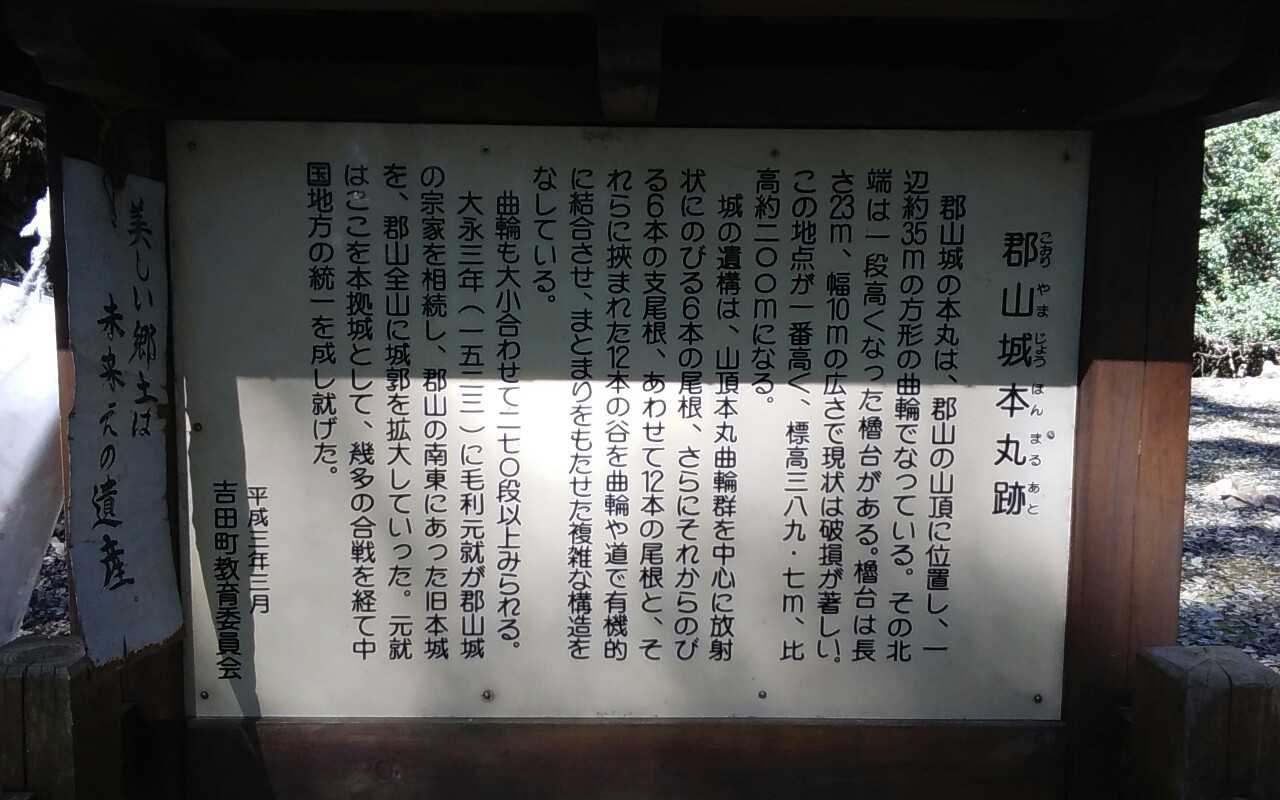 郡山城本丸跡
こおり やま じょう ほん まる あと
郡山城の本丸は、郡山の山頂に位置し、一
辺約35mの方形の曲輪でなっている。その北
端は一段高くなった櫓台がある。櫓台は長
さ23m、幅10mの広さで現状は破損が著しい。
この地点が一番高く、標高三八九・七m、比
高約二〇〇mになる。
城の遺構は、山頂本丸曲輪群を中心に放射
状にのびる6本の尾根、さらにそれからのび
る6本の支尾根、あわせて12本の尾根と、そ
れらに挟まれた12本の谷を曲輪や道で有機的
に結合させ、まとまりをもたせた複雑な構造を
なしている。
曲輪も大小合わせて二七〇段以上みられる。
大永三年（一五二三）に毛利元就が郡山城
の宗家を相続し、郡山の南東にあった旧本城
を、郡山全山に城郭を拡大していった。元就
はここを本拠城として、幾多の合戦を経て中
国地方の統一を成し就げた。
平成三年三月
吉田町教育委員会
美しい郷土は
未来えの遺産